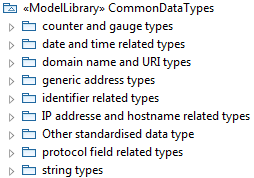 «ModelLibrary» CommonDataTypes
counter and gauge types
date and time related types
domain name and URI types
generic address types
identifier related types
IP addresse and hostname related types
Other standardised data type
protocol field related types
string types